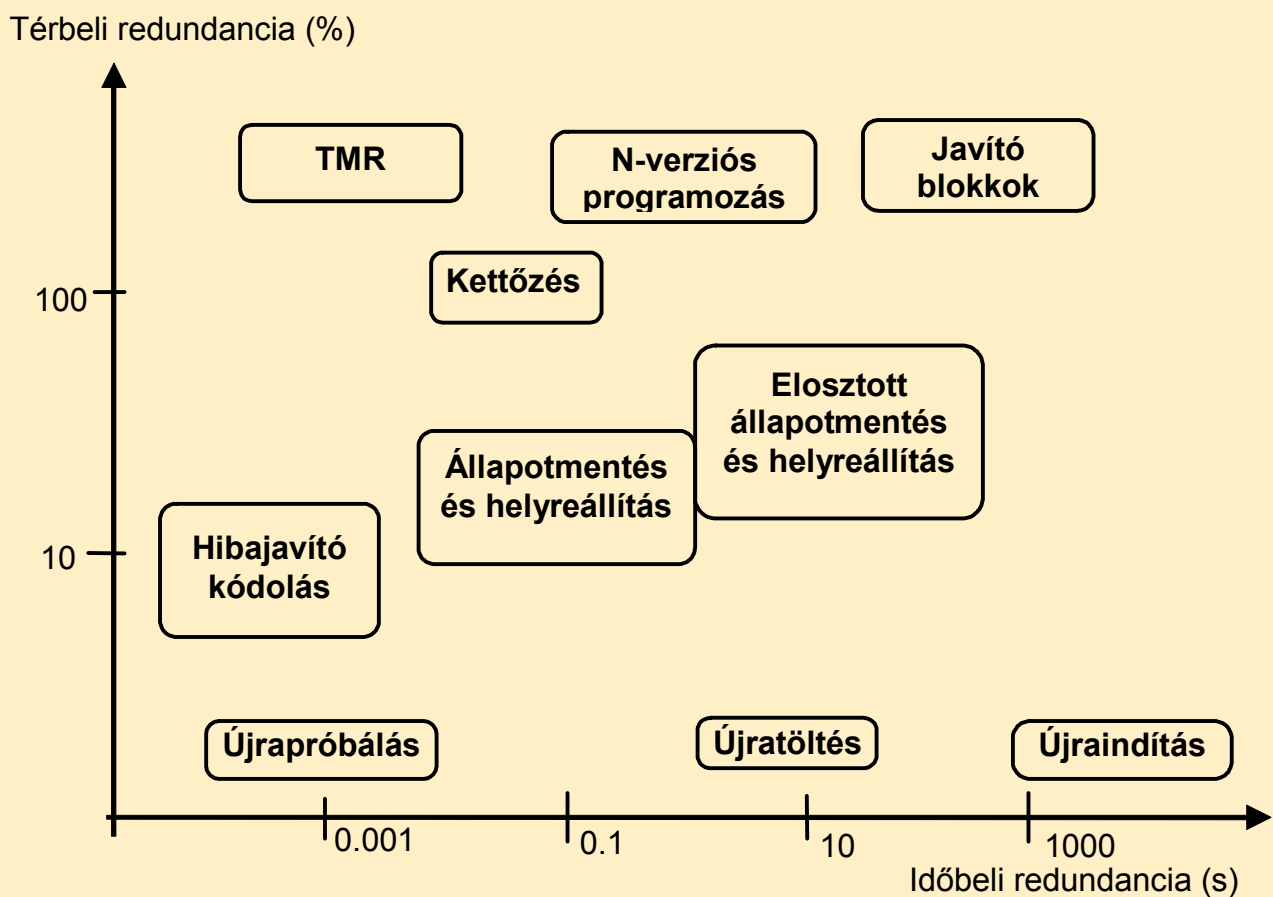 Térbeli redundancia (%)
TMR
N-verziós
programozás
Javító
blokkok
Kettőzés
100
Elosztott
állapotmentés
és helyreállítás
Állapotmentés
és helyreállítás
10
Hibajavító
kódolás
Újrapróbálás
Újratöltés
Újraindítás
0.001
0.1
10
1000
Időbeli redundancia (s)